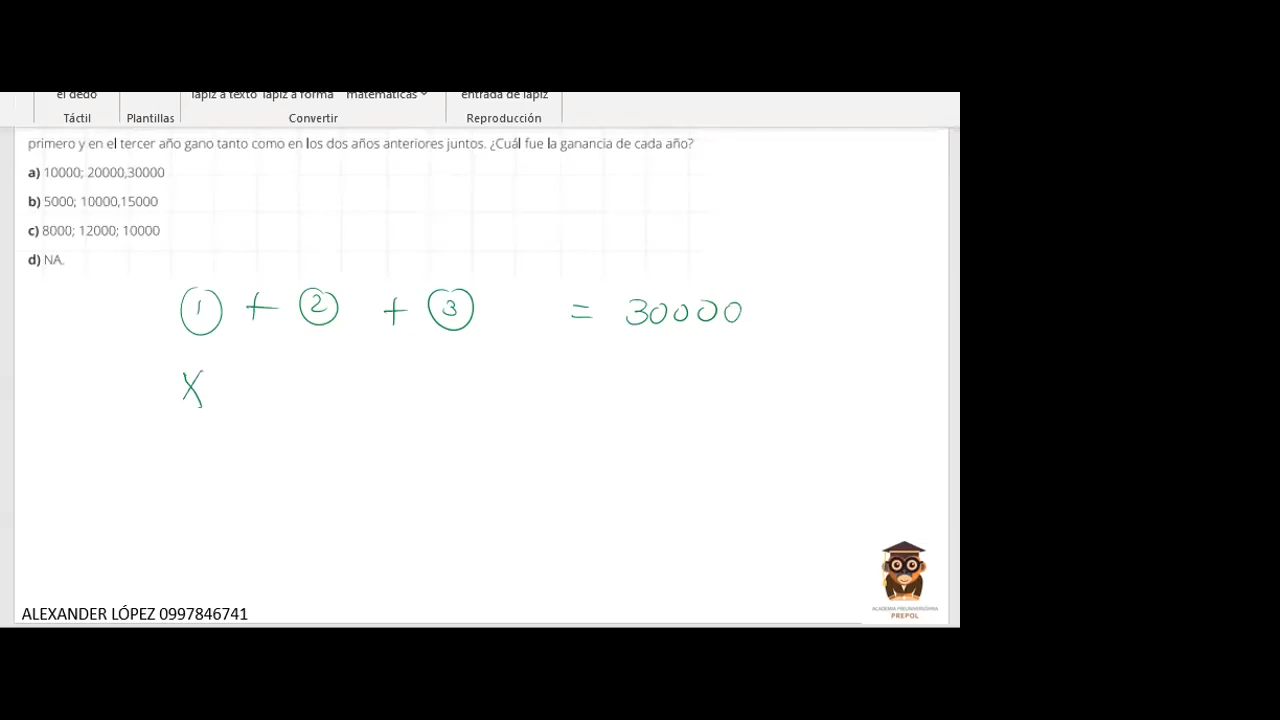 el dedo lápiz a texto lápiz a forma matemáticas entrada de lápiz
Táctil Plantillas Convertir Reproducción
primero y en el tercer año gano tanto como en los dos años anteriores juntos. ¿Cuál fue la ganancia de cada año?
a) 10000; 20000,30000
b) 5000; 10000,15000
c) 8000; 12000; 10000
d) NA.
1 + 2 + 3 = 30000
X
ACADEMIA PREUNIVERSITARIA
PREPOL
ALEXANDER LÓPEZ 0997846741